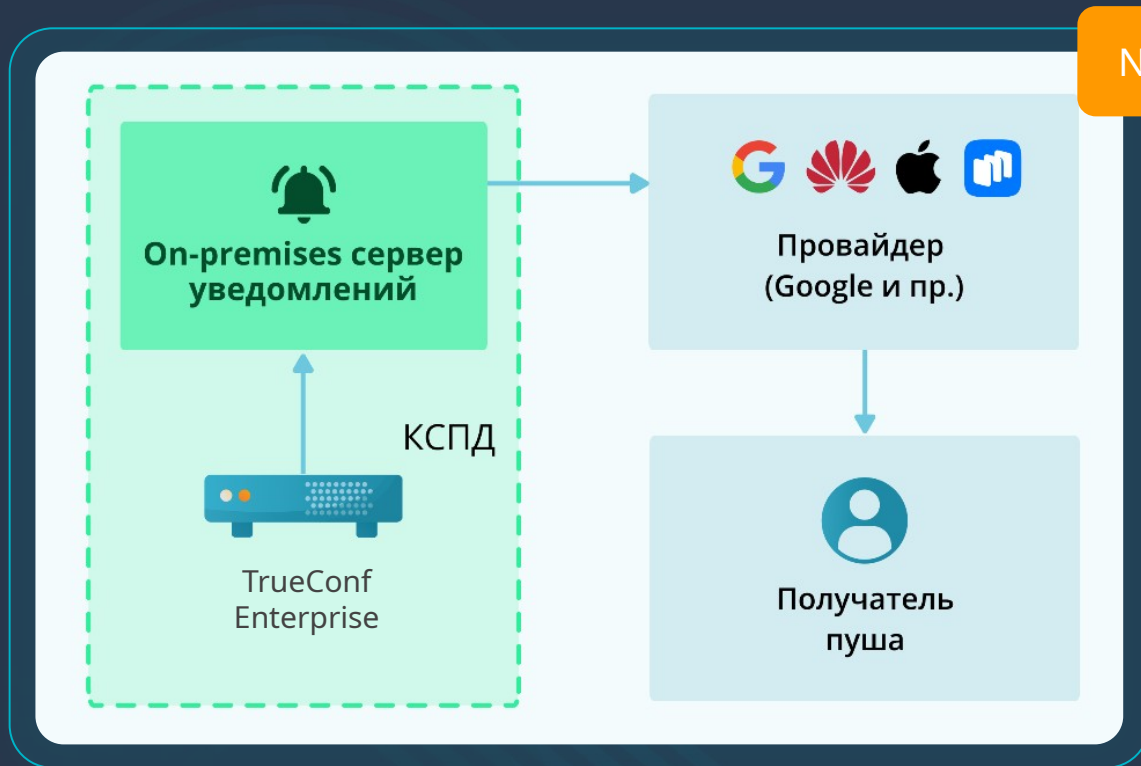 N
On-premises сервер
уведомлений
Провайдер
(Google и пр.)
КСПД
TrueConf
Enterprise
Получатель
пуша